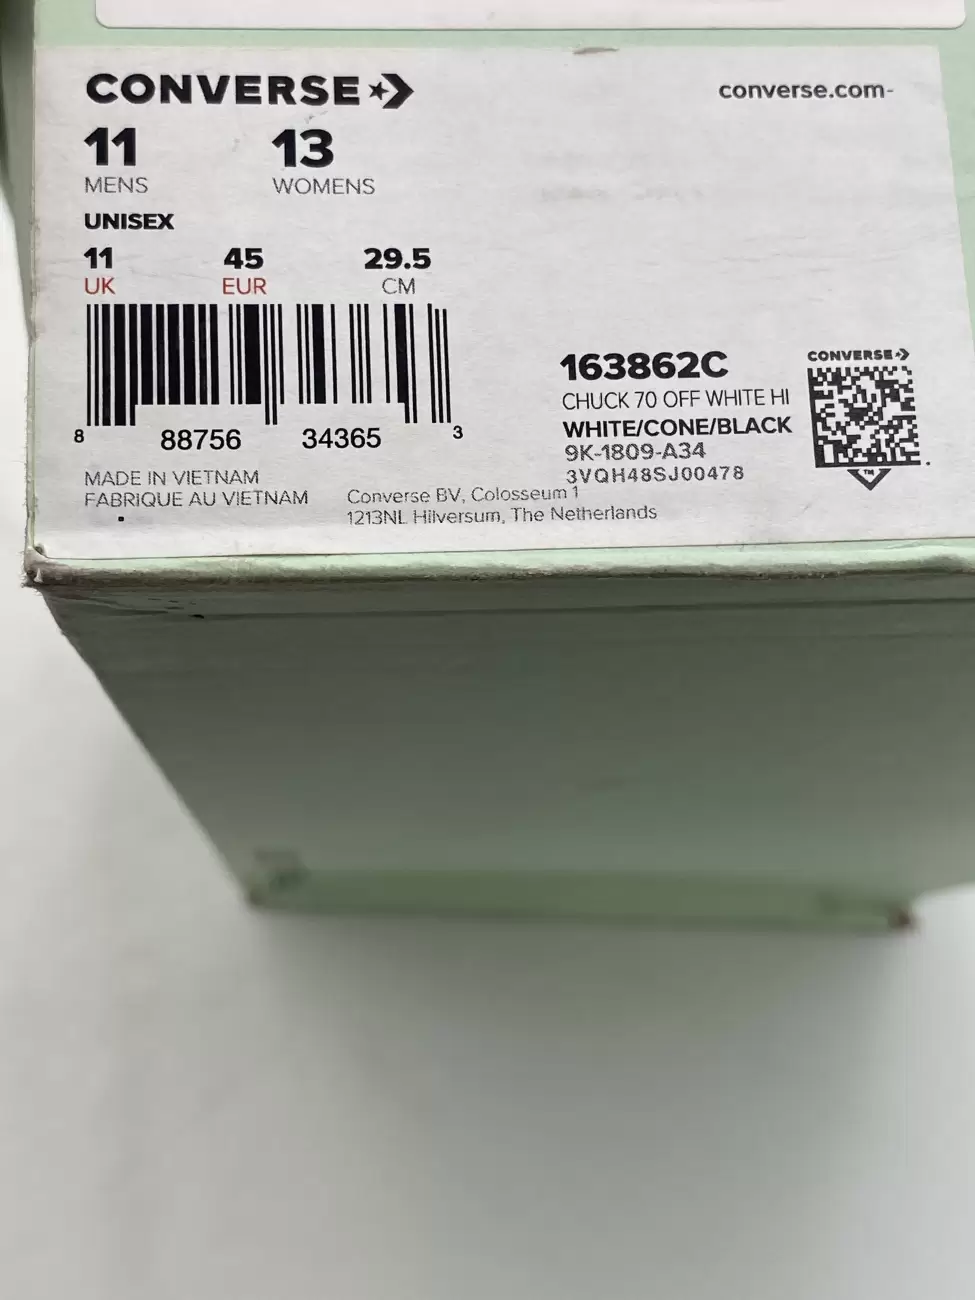 CONVERSE
converse.com-
11 13
MENS WOMENS
UNISEX
11 45 29.5
UK EUR CM
8 88756 34365 3
MADE IN VIETNAM
FABRIQUE AU VIETNAM
Converse BV, Colosseum 1
1213NL Hilversum, The Netherlands
163862C
CHUCK 70 OFF WHITE HI
WHITE/CONE/BLACK
9K-1809-A34
3VQH48SJ00478
CONVERSE
TM